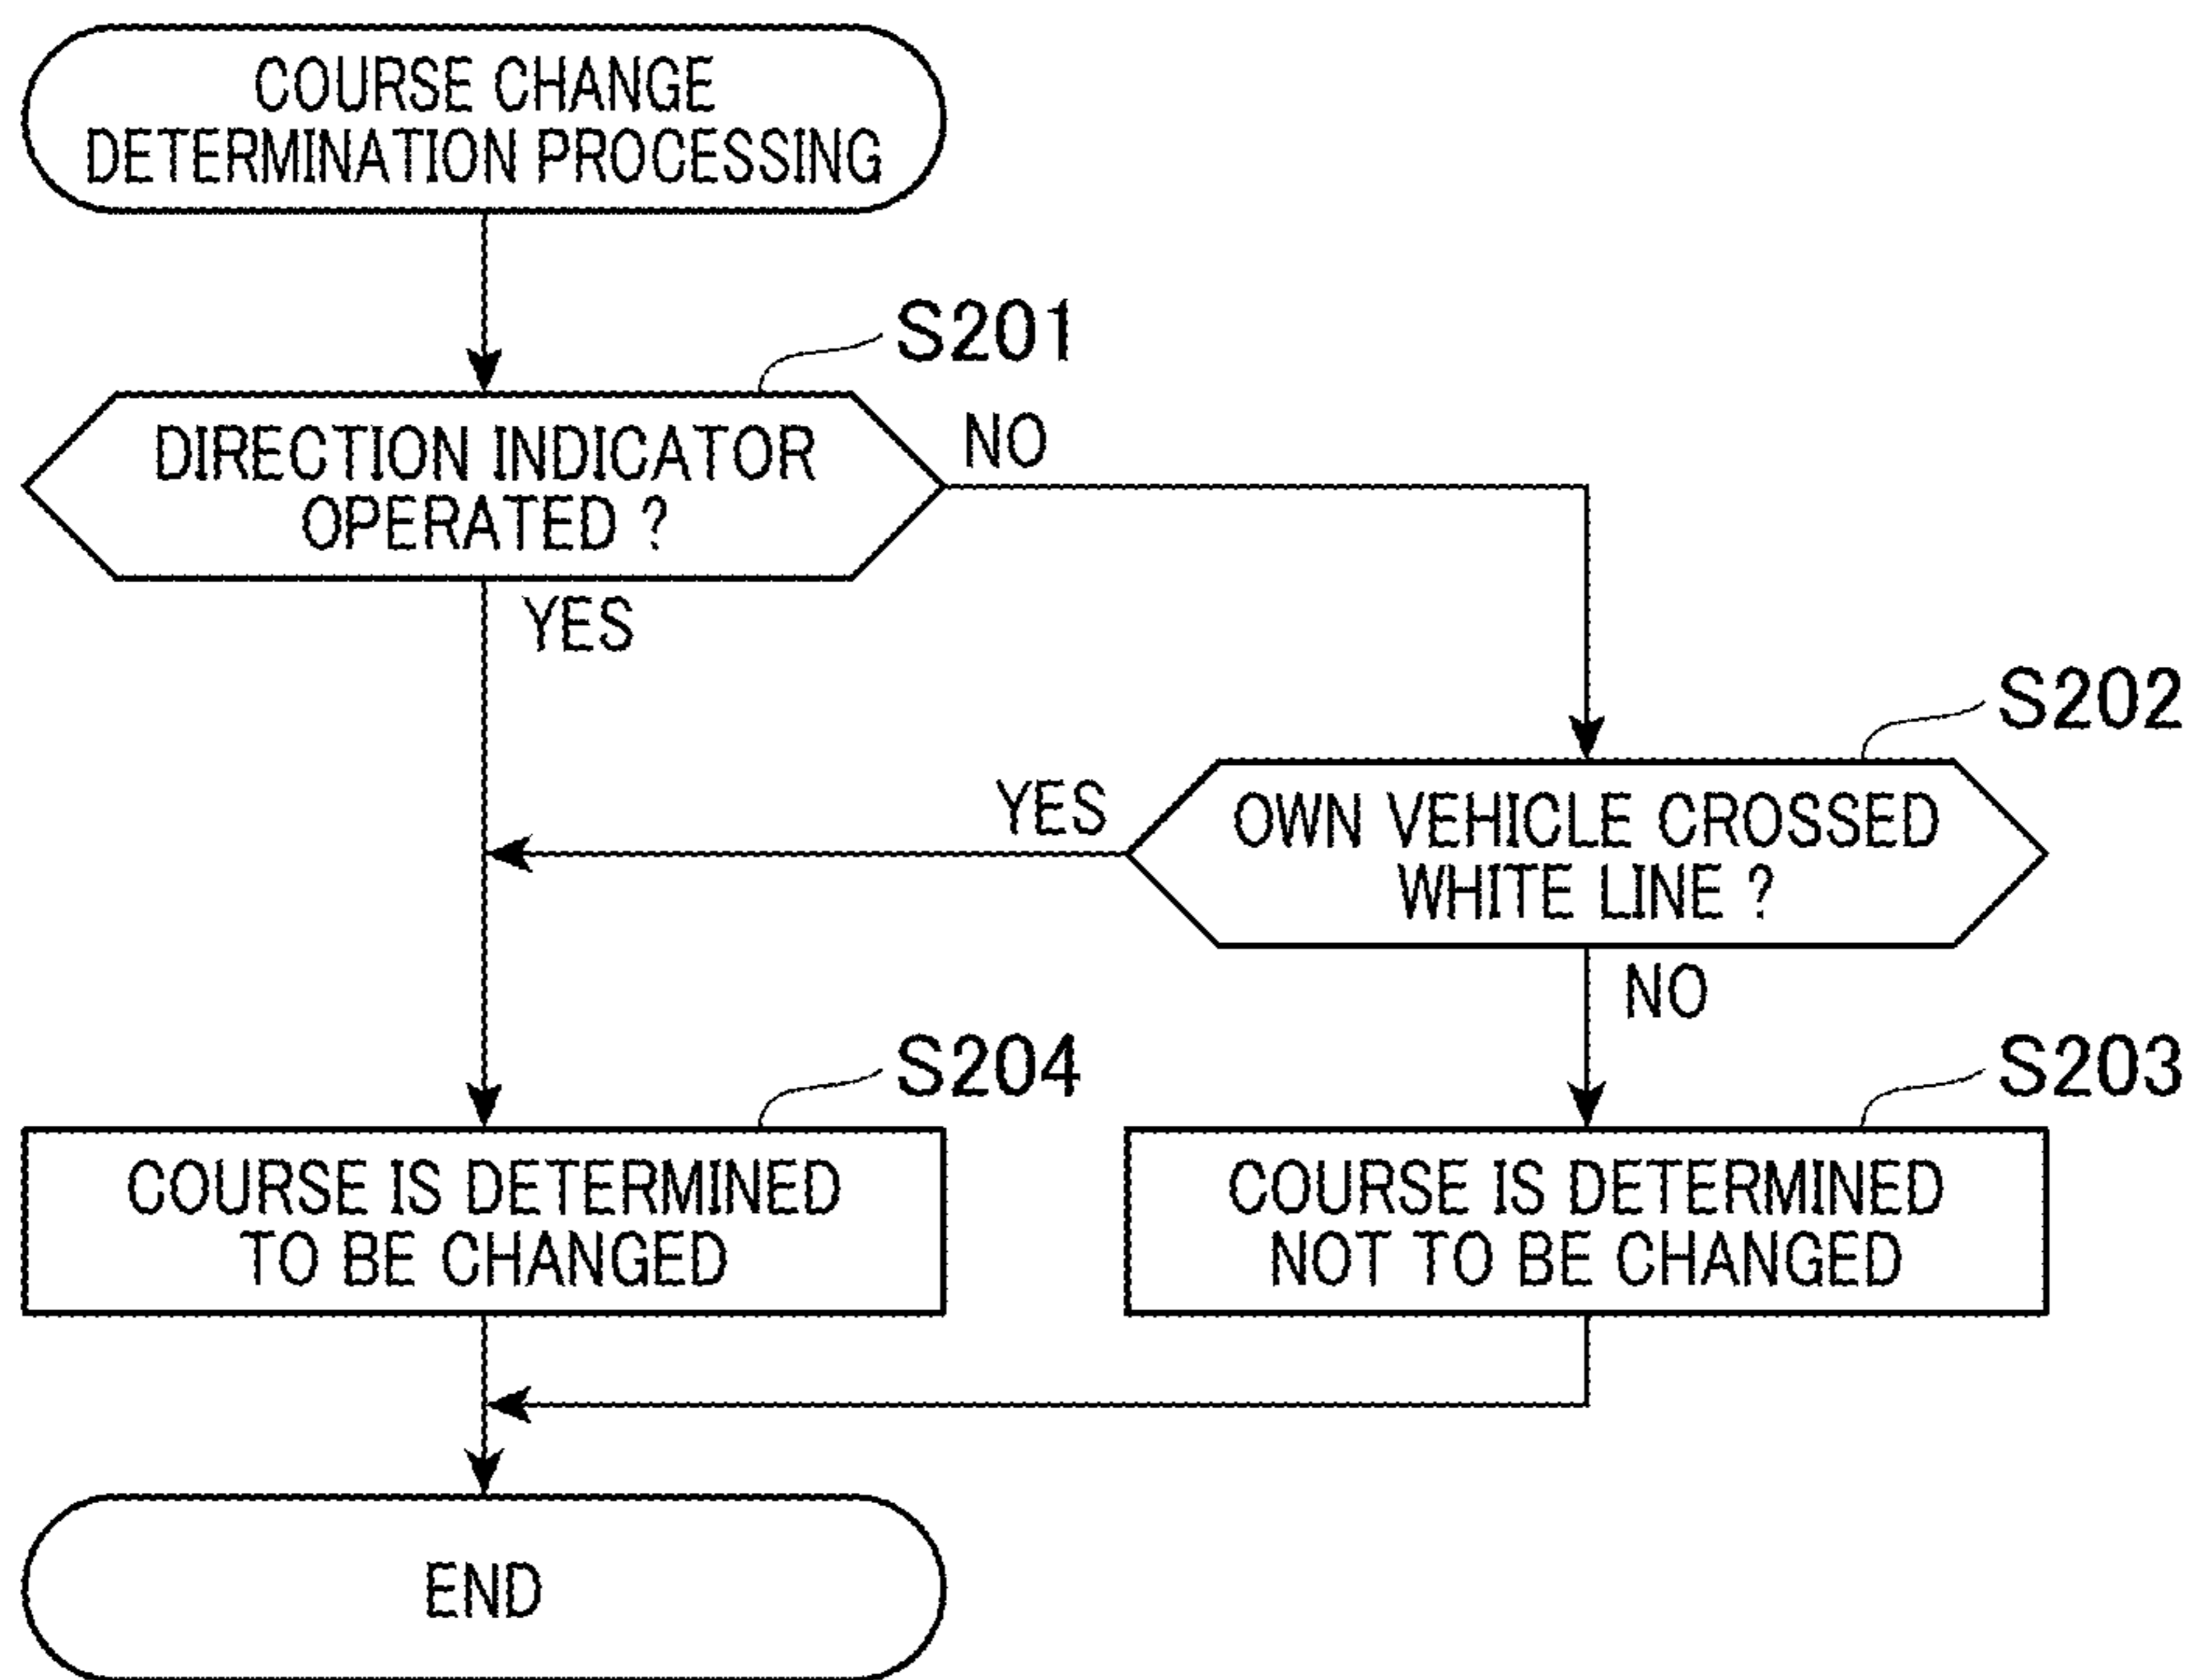 COURSE CHANGE
DETERMINATION PROCESSING
S201
DIRECTION INDICATOR
OPERATED ?
NO
YES
S202
OWN VEHICLE CROSSED
WHITE LINE ?
YES
NO
S204
COURSE IS DETERMINED
TO BE CHANGED
S203
COURSE IS DETERMINED
NOT TO BE CHANGED
END